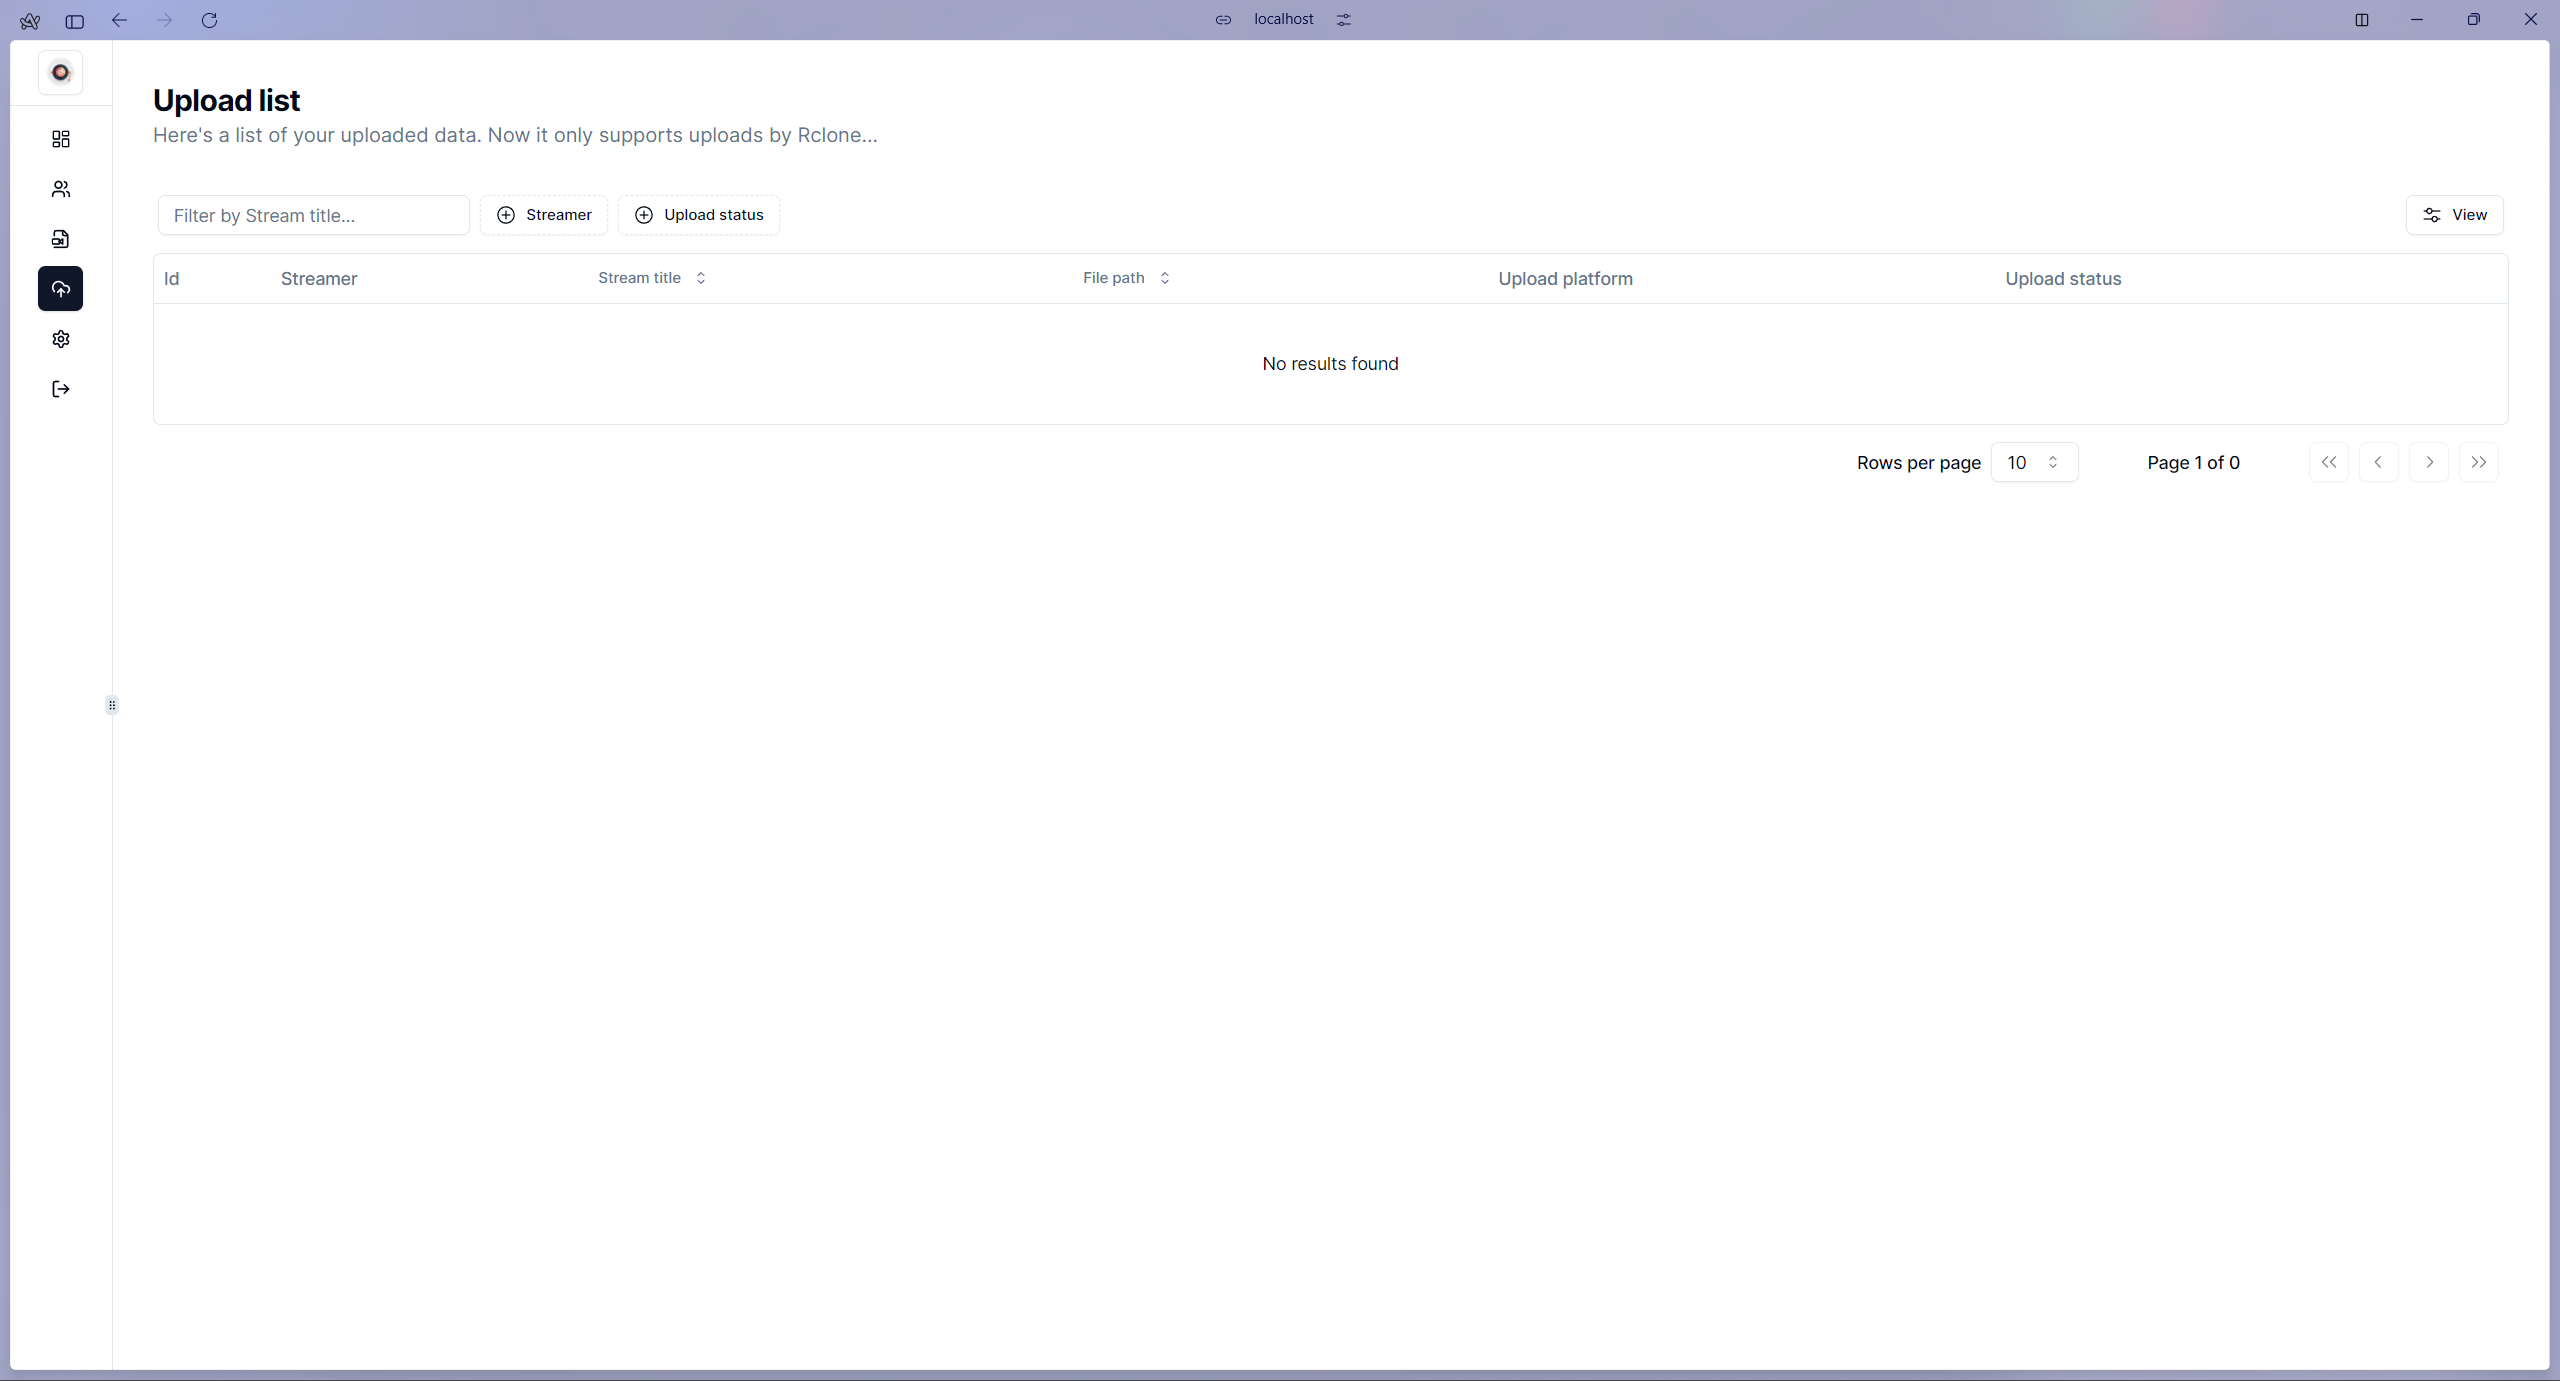 localhost
Upload list
Here's a list of your uploaded data. Now it only supports uploads by Rclone...
Filter by Stream title...
Streamer
Upload status
View
Id
Streamer
Stream title
File path
Upload platform
Upload status
No results found
Rows per page
10
Page 1 of 0